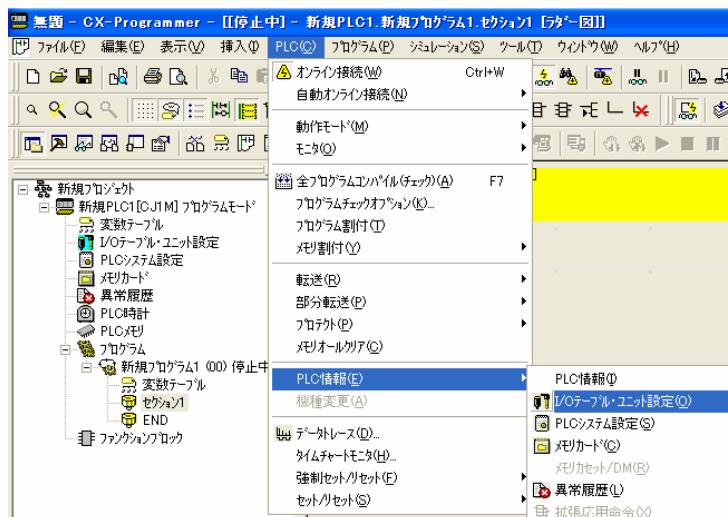 無題 - CX-Programmer - [[停止中] - 新規PLC1.新規プログラム1.セクション1 [ラダー図]]
ファイル(F) 編集(E) 表示(V) 挿入(I) PLC(C) プログラム(P) シミュレーション(S) ツール(T) ウィンドウ(W) ヘルプ(H)
オンライン接続(W) Ctrl+W
自動オンライン接続(N)
動作モード(M)
モニタ(O)
全プログラムコンパイル(チェック)(A) F7
プログラムチェックオプション(K)...
プログラム割付(T)
メモリ割付(Y)
転送(R)
部分転送(P)
プロテクト(P)
メモリオールクリア(C)
PLC情報(E)
機種変更(A)
データトレース(D)...
タイムチャートモニタ(H)...
強制セット/リセット(F)
セット/リセット(S)
PLC情報(I)
I/Oテーブル・ユニット設定(O)
PLCシステム設定(S)
メモリカード(C)
メモリカセット/DM(R)
異常履歴(L)
拡張応用命令(X)
新規プロジェクト
新規PLC1[CJ1M] プログラムモード
変数テーブル
I/Oテーブル・ユニット設定
PLCシステム設定
メモリカード
異常履歴
PLC時計
PLCメモリ
プログラム
新規プログラム1 (00) 停止中
変数テーブル
セクション1
END
ファンクションブロック